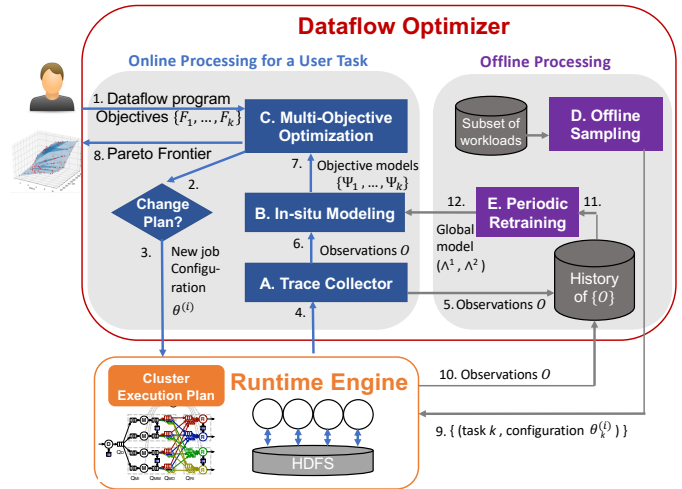 Dataflow Optimizer
Online Processing for a User Task
Offline Processing
1. Dataflow program
Objectives {F₁, … , Fₖ}
8. Pareto Frontier
C. Multi-Objective
Optimization
2.
7.
Objective models
{Ψ₁ , … , Ψₖ}
Change
Plan?
B. In-situ Modeling
3.
New job
Configu-
ration
θ⁽ⁱ⁾
6.
Observations O
A. Trace Collector
4.
Subset of
workloads
D. Offline
Sampling
12.
E. Periodic
Retraining
11.
Global
model
(Λ¹ , Λ²)
History
of {O}
5. Observations O
10. Observations O
9. { (task k , configuration θₖ⁽ⁱ⁾ ) }
Cluster
Execution Plan
Runtime Engine
HDFS